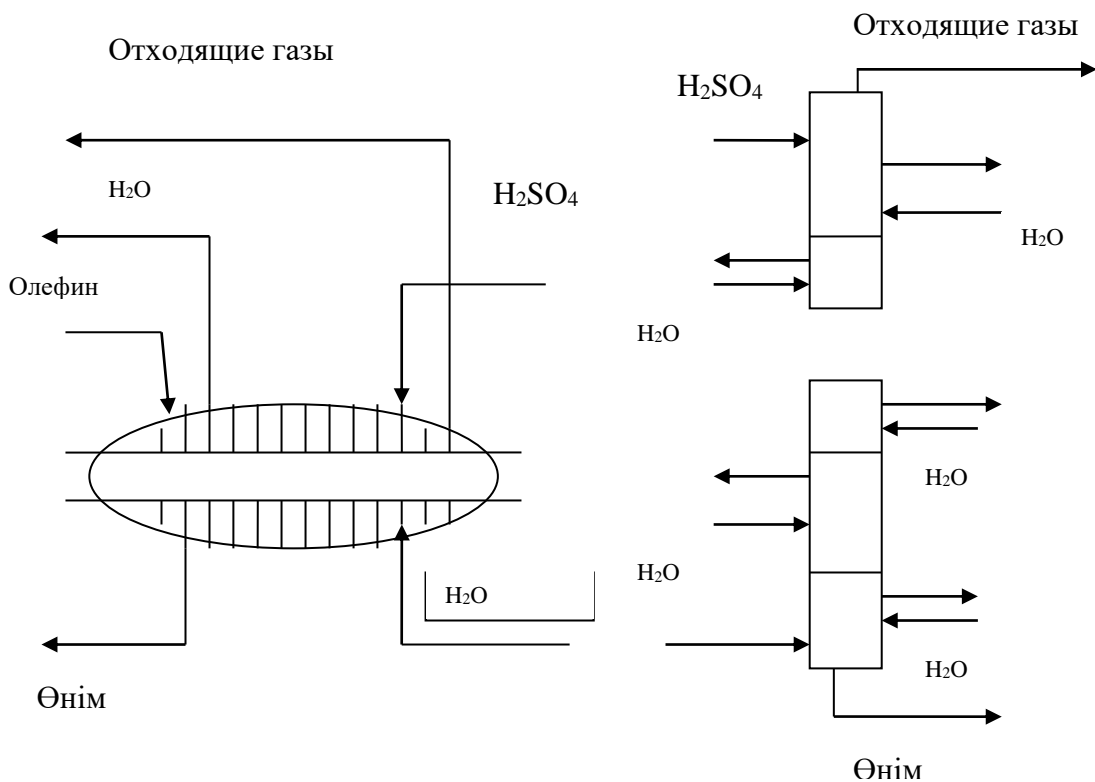 Отходящие газы
H₂O
H₂SO₄
Олефин
H₂O
Өнім
Отходящие газы
H₂SO₄
H₂O
H₂O
H₂O
H₂O
H₂O
Өнім